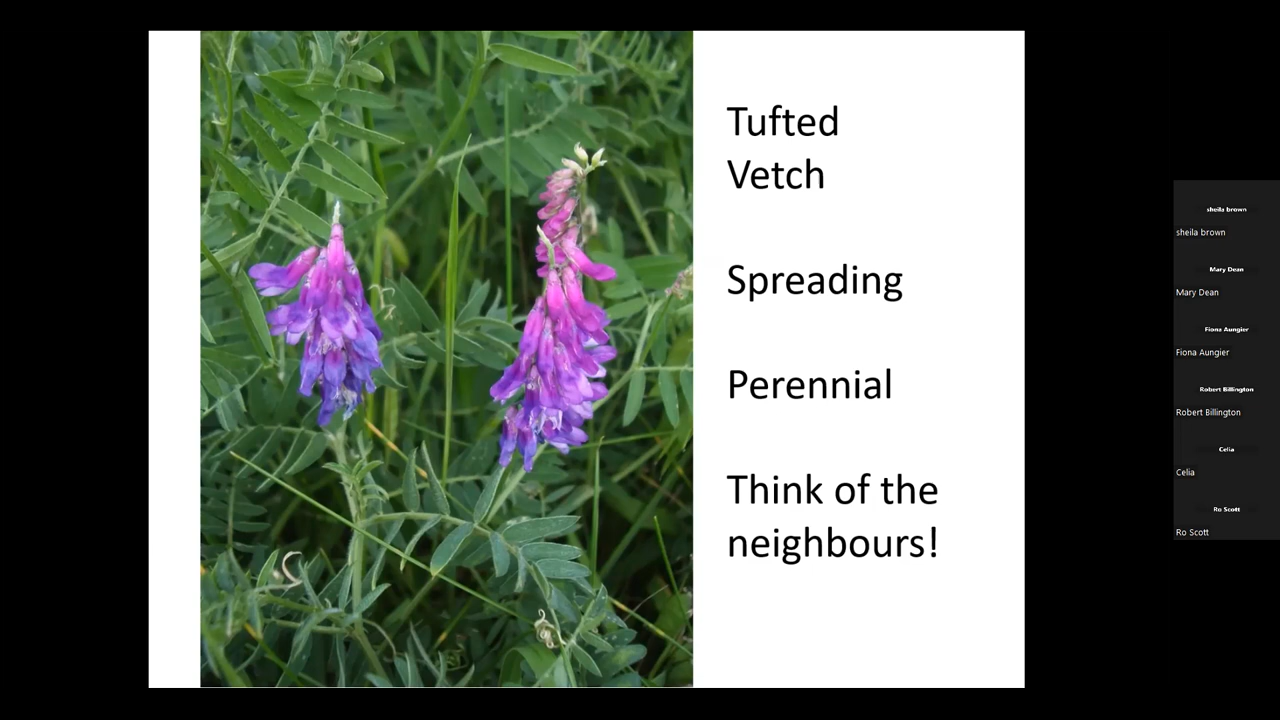 Tufted
Vetch
Spreading
Perennial
Think of the
neighbours!
sheila brown
sheila brown
Mary Dean
Mary Dean
Fiona Aungier
Fiona Aungier
Robert Billington
Robert Billington
Celia
Celia
Ro Scott
Ro Scott